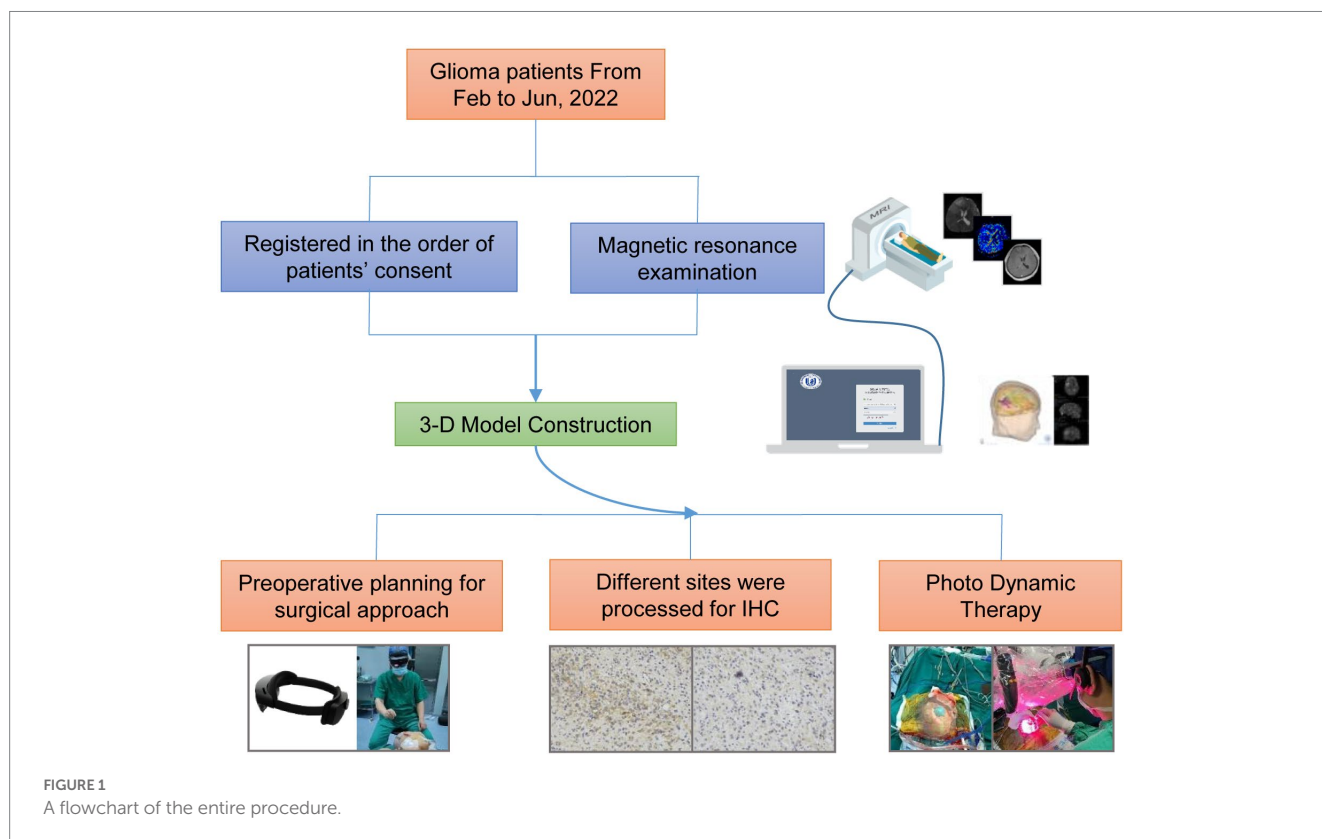 Glioma patients From
Feb to Jun, 2022
Registered in the order of
patients' consent
Magnetic resonance
examination
MRI
3-D Model Construction
Preoperative planning for
surgical approach
Different sites were
processed for IHC
Photo Dynamic
Therapy
FIGURE 1
A flowchart of the entire procedure.